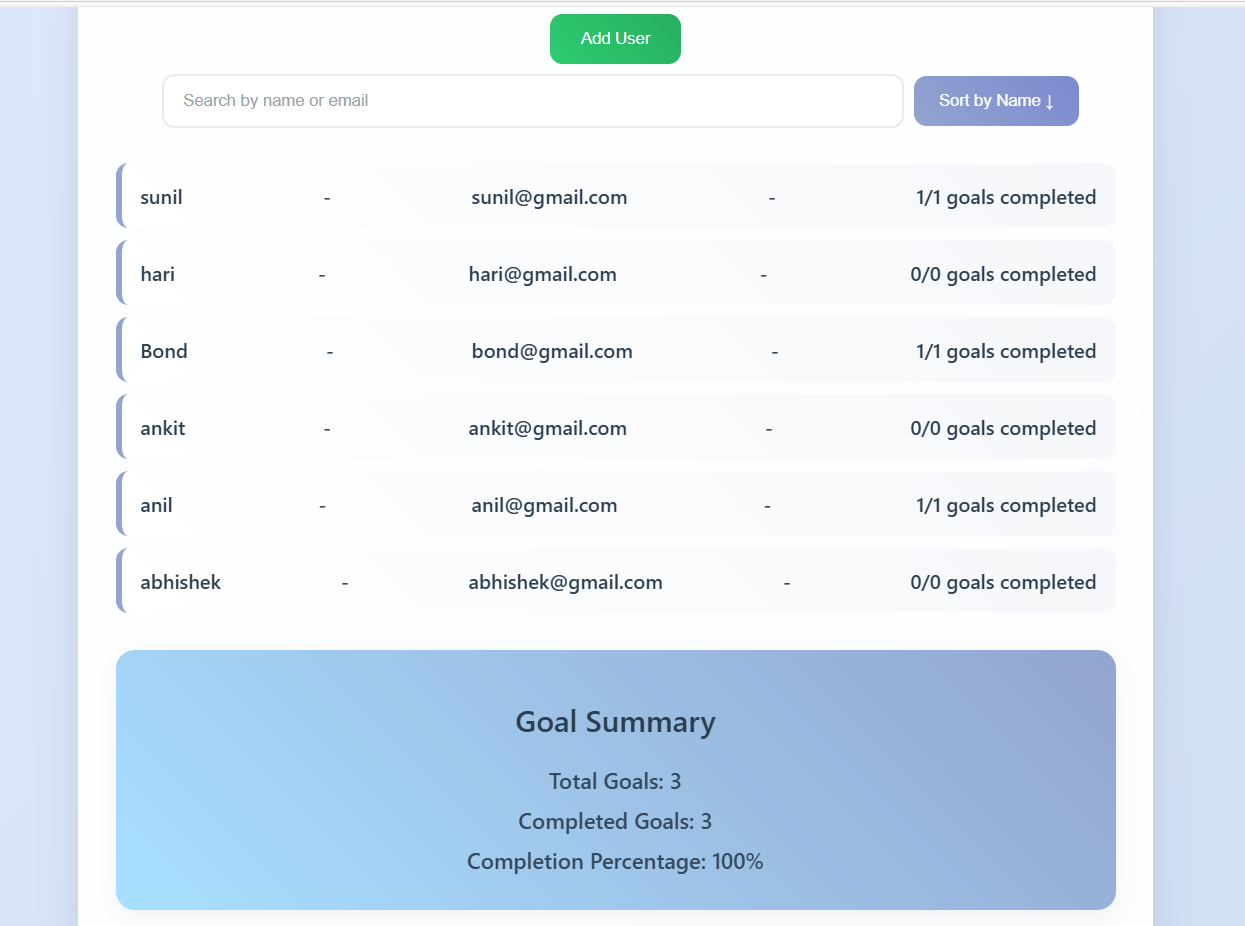 Add User
Search by name or email
Sort by Name ↓
sunil - sunil@gmail.com - 1/1 goals completed
hari - hari@gmail.com - 0/0 goals completed
Bond - bond@gmail.com - 1/1 goals completed
ankit - ankit@gmail.com - 0/0 goals completed
anil - anil@gmail.com - 1/1 goals completed
abhishek - abhishek@gmail.com - 0/0 goals completed
Goal Summary
Total Goals: 3
Completed Goals: 3
Completion Percentage: 100%